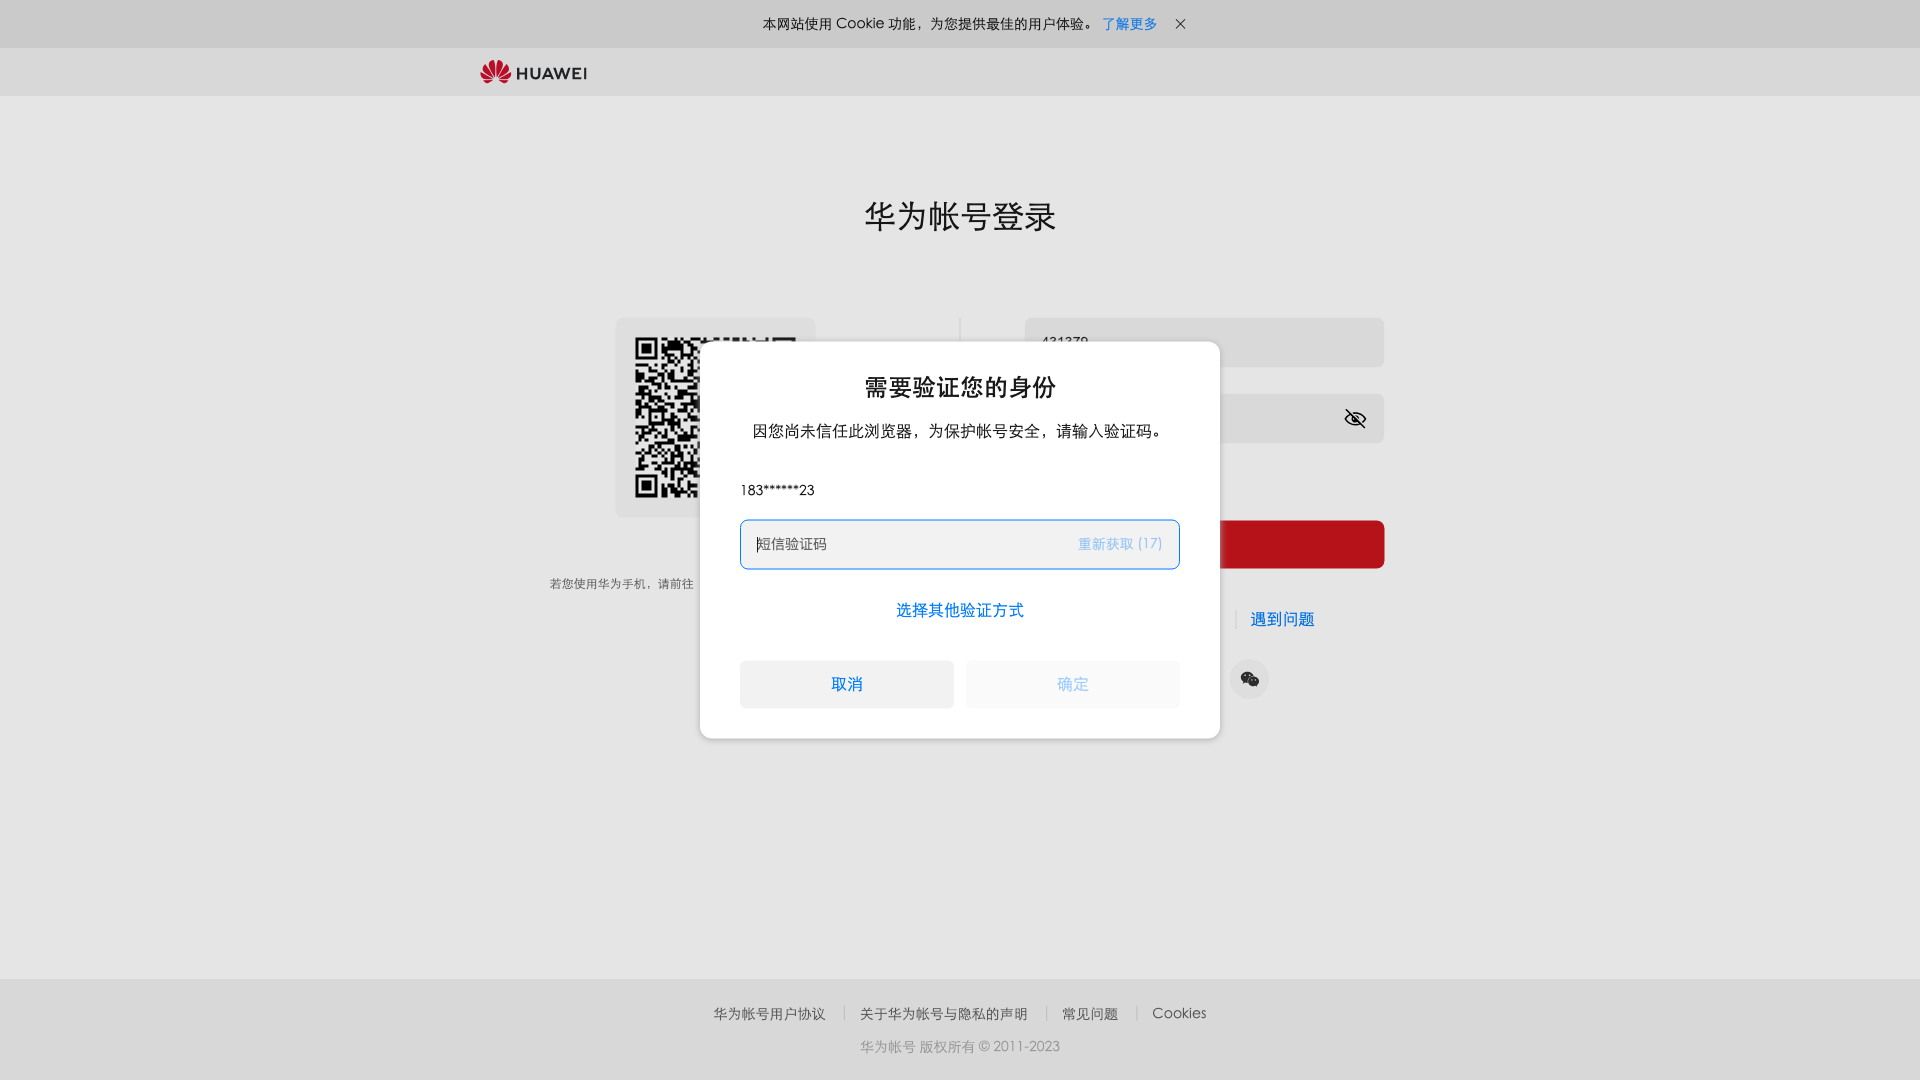 本网站使用 Cookie 功能，为您提供最佳的用户体验。 了解更多
HUAWEI
华为帐号登录
需要验证您的身份
因您尚未信任此浏览器，为保护帐号安全，请输入验证码。
183******23
短信验证码 重新获取 (17)
选择其他验证方式
取消 确定
若您使用华为手机，请前往
遇到问题
华为帐号用户协议 关于华为帐号与隐私的声明 常见问题 Cookies
华为帐号 版权所有 © 2011-2023